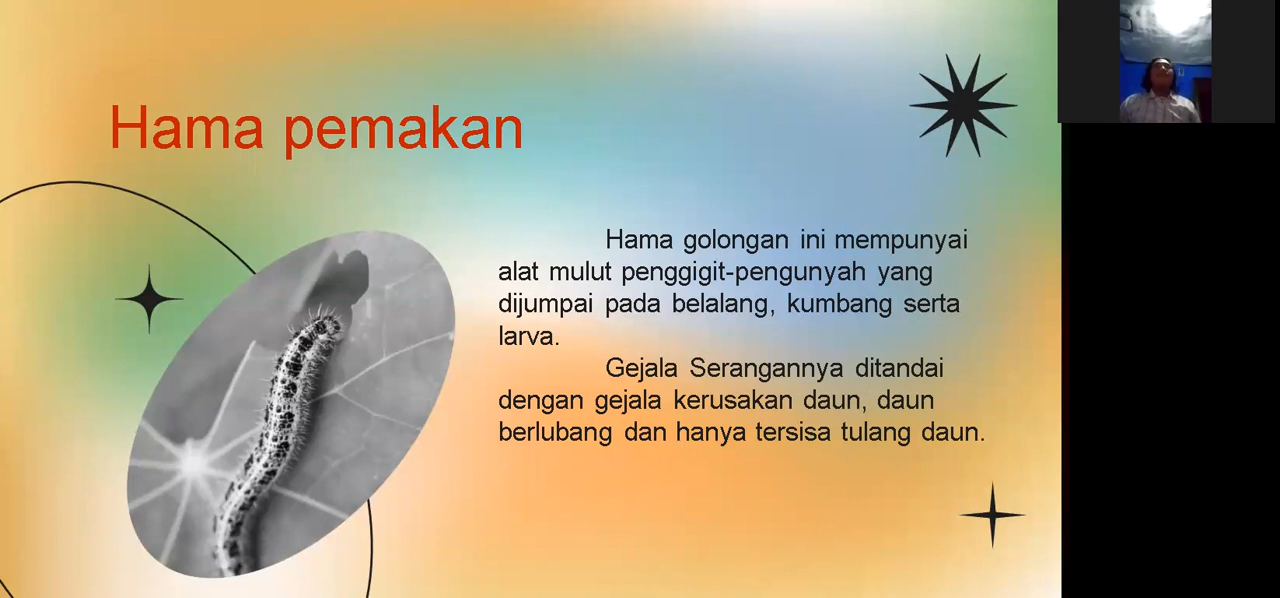 Hama pemakan
Hama golongan ini mempunyai
alat mulut penggigit-pengunyah yang
dijumpai pada belalang, kumbang serta
larva.
Gejala Serangannya ditandai
dengan gejala kerusakan daun, daun
berlubang dan hanya tersisa tulang daun.